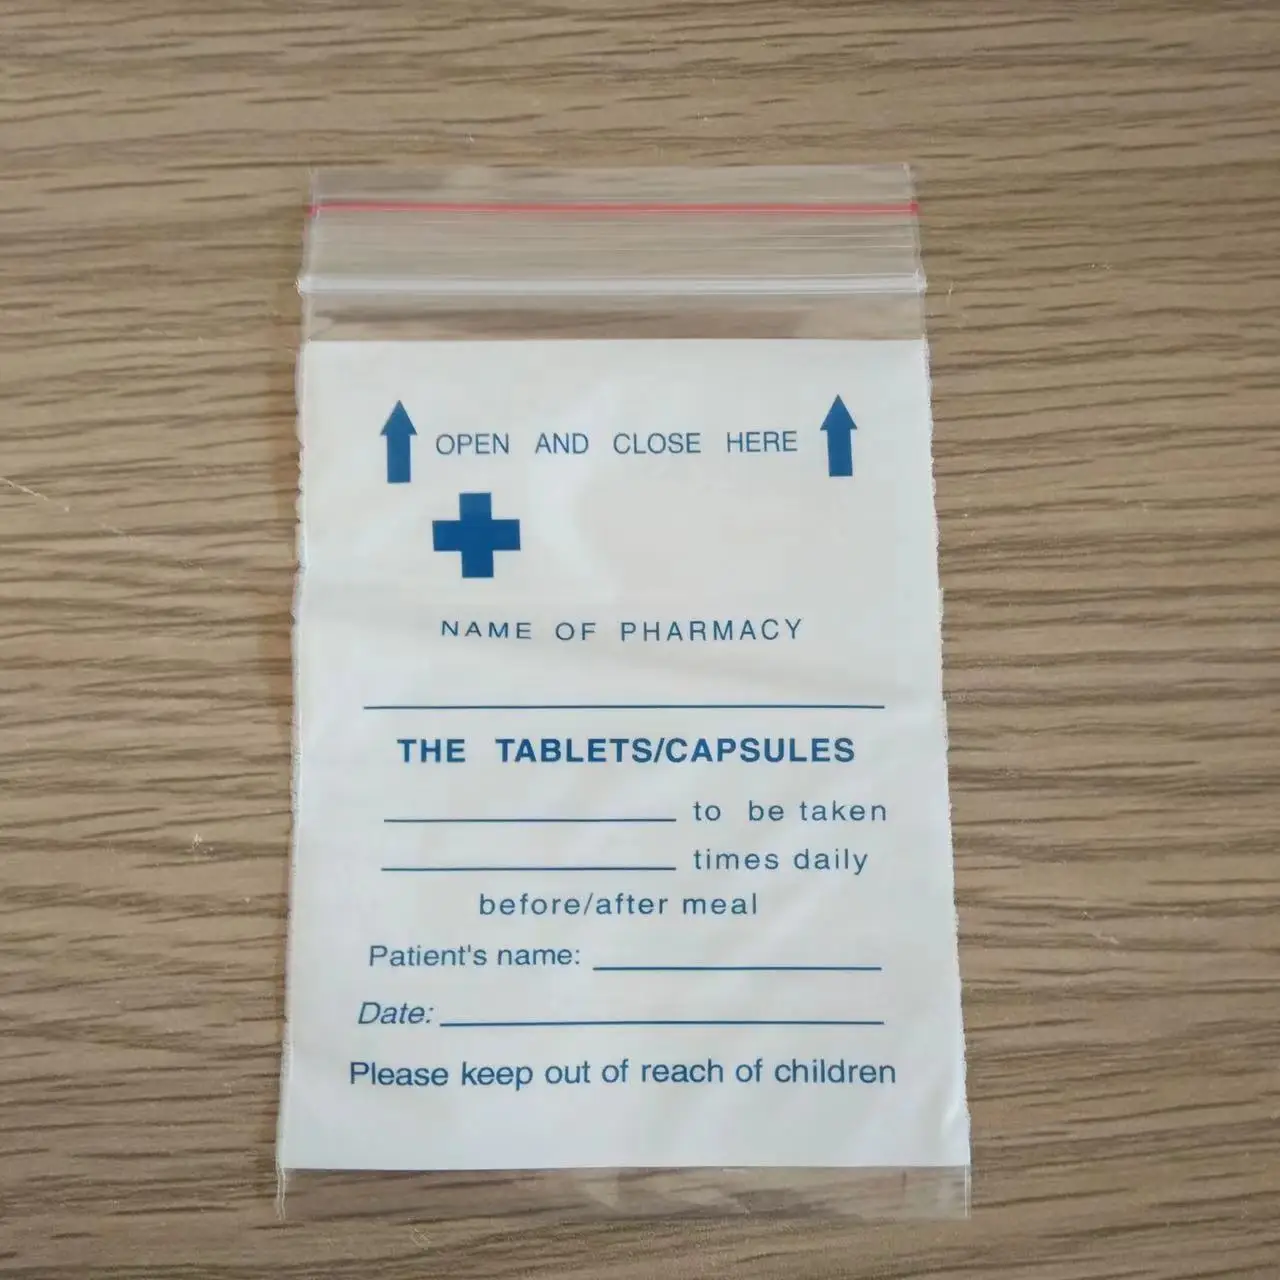 OPEN AND CLOSE HERE
NAME OF PHARMACY
THE TABLETS/CAPSULES
to be taken
times daily
before/after meal
Patient's name:
Date:
Please keep out of reach of children